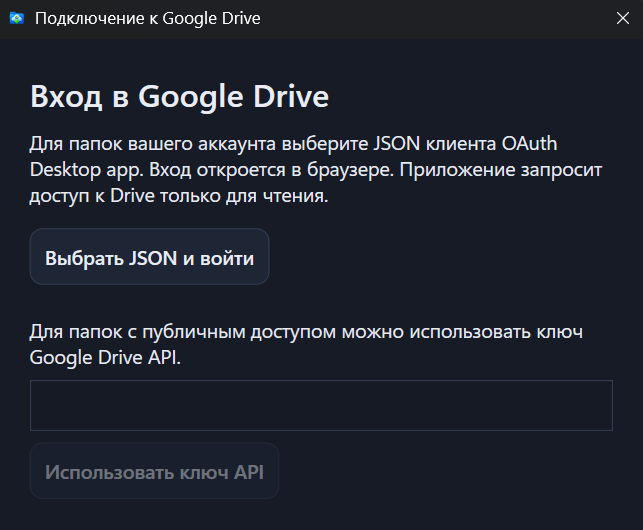 Подключение к Google Drive
Вход в Google Drive
Для папок вашего аккаунта выберите JSON клиента OAuth
Desktop app. Вход откроется в браузере. Приложение запросит
доступ к Drive только для чтения.
Выбрать JSON и войти
Для папок с публичным доступом можно использовать ключ
Google Drive API.
Использовать ключ API